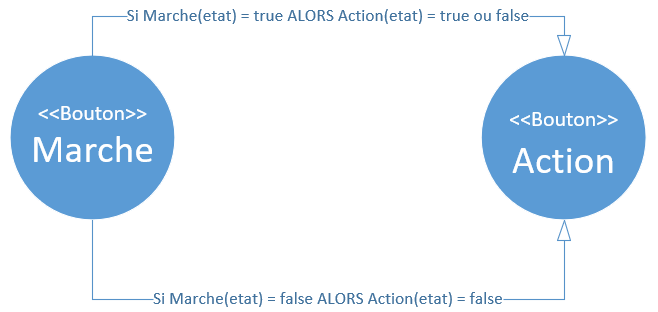 Si Marche(etat) = true ALORS Action(etat) = true ou false
<<Bouton>>
Marche
<<Bouton>>
Action
Si Marche(etat) = false ALORS Action(etat) = false